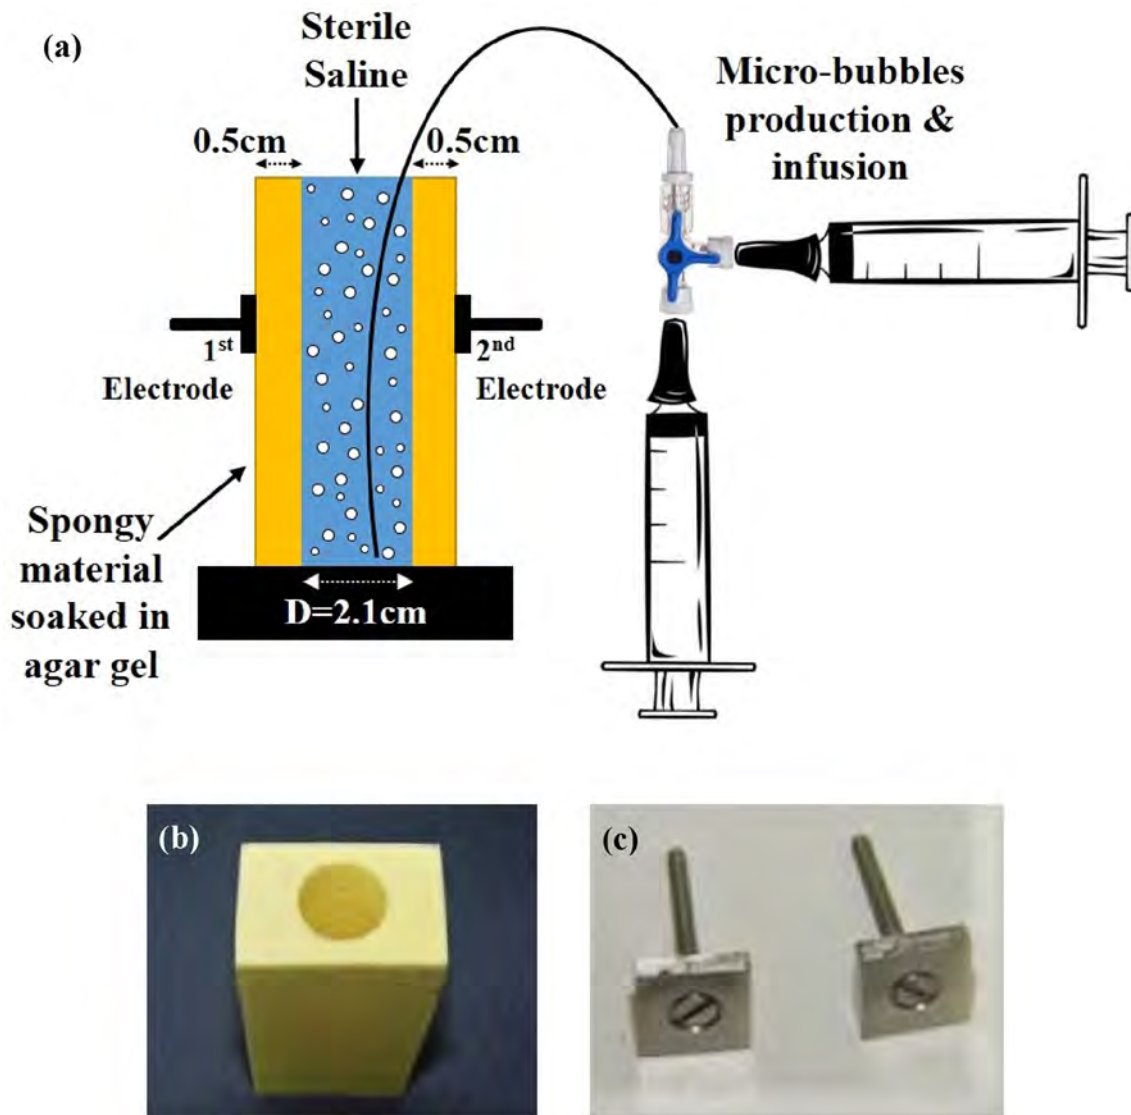 (a)
Sterile
Saline
Micro-bubbles
production &
infusion
0.5cm
0.5cm
1st
Electrode
2nd
Electrode
Spongy
material
soaked in
agar gel
D=2.1cm
(b)
(c)